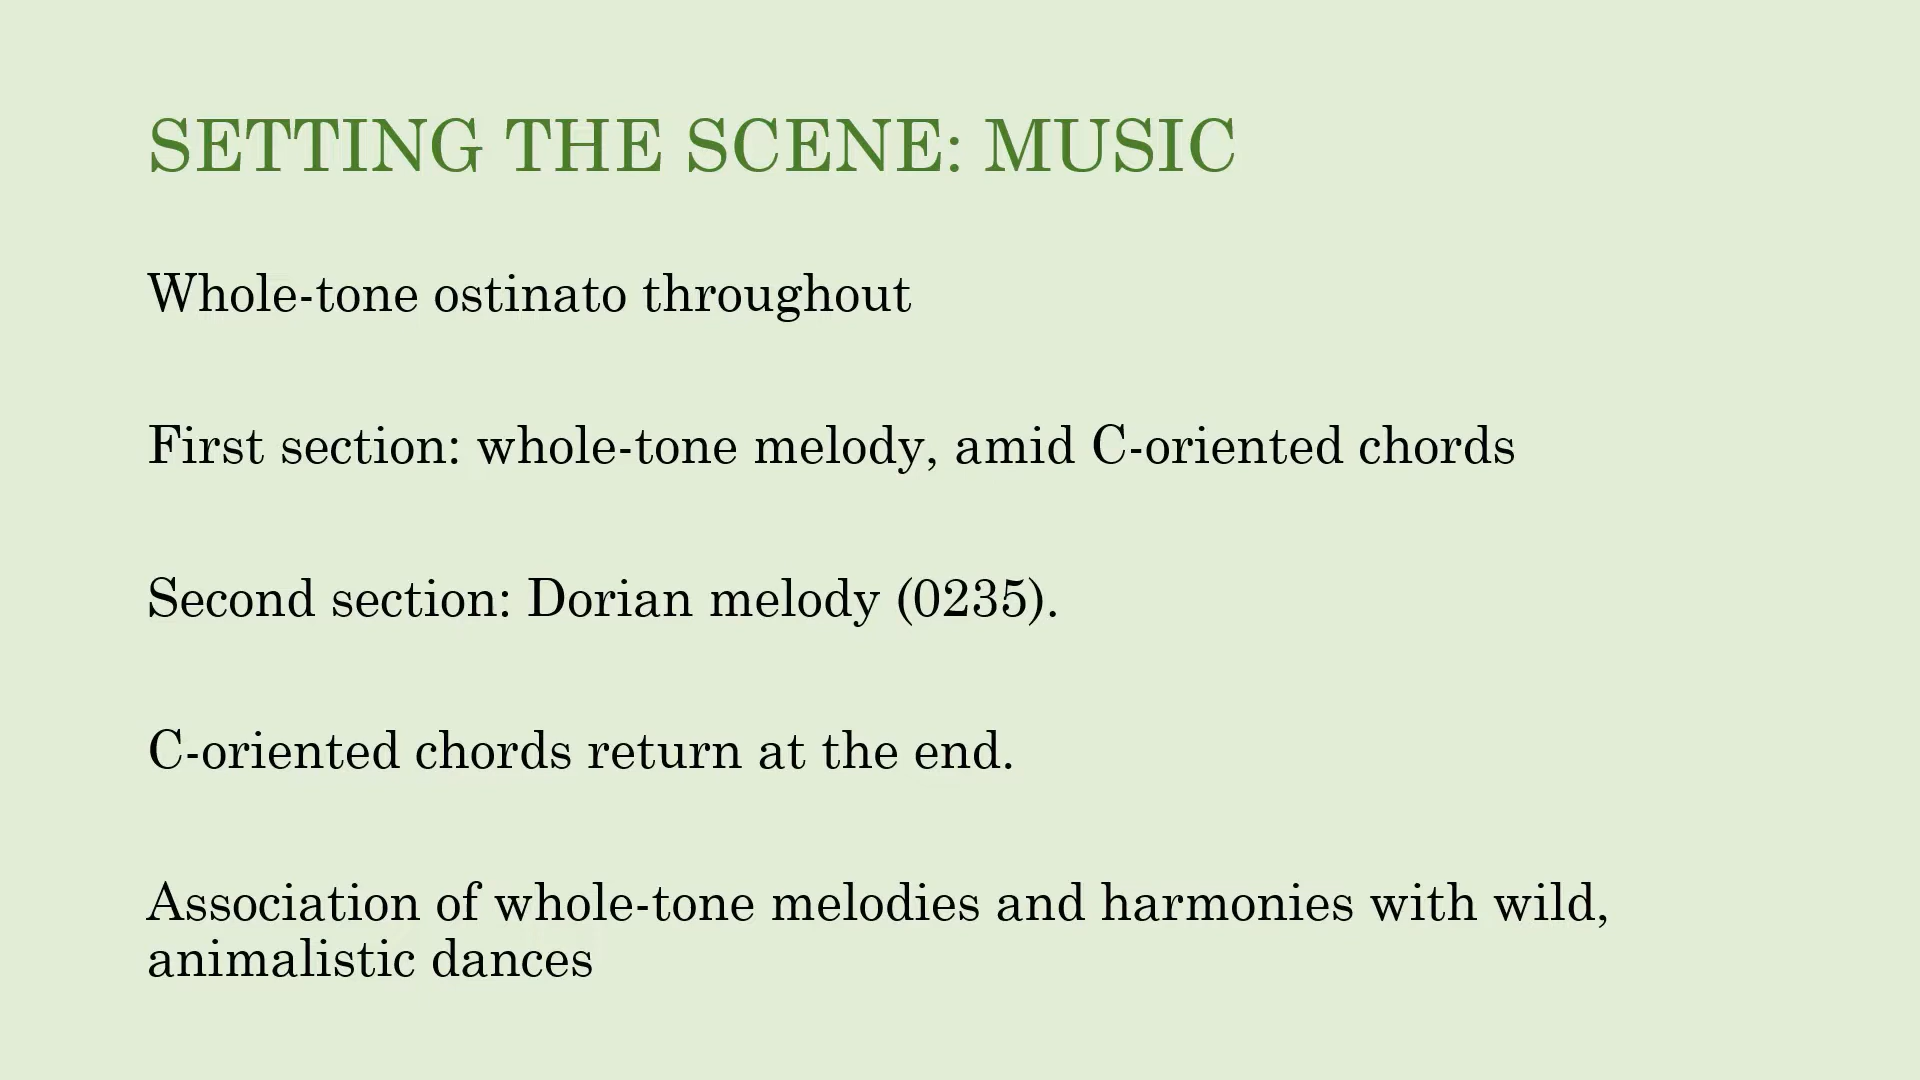 SETTING THE SCENE: MUSIC
Whole-tone ostinato throughout
First section: whole-tone melody, amid C-oriented chords
Second section: Dorian melody (0235).
C-oriented chords return at the end.
Association of whole-tone melodies and harmonies with wild,
animalistic dances